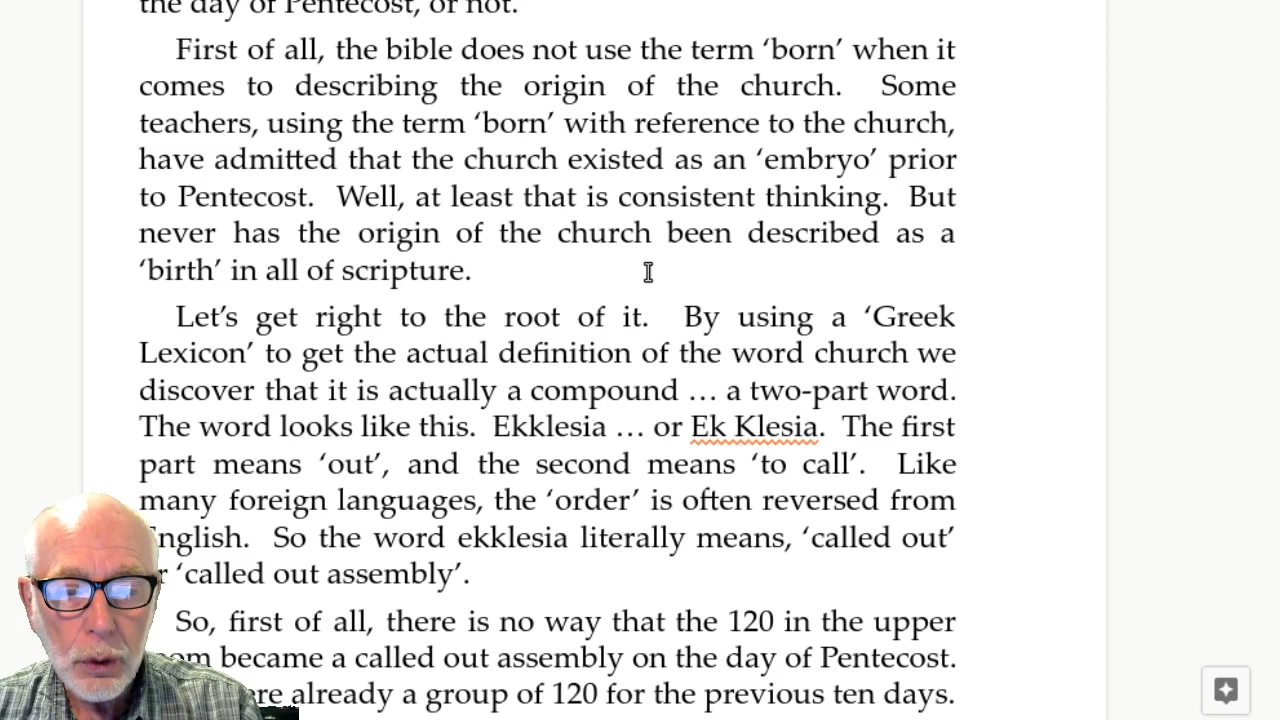 the day of Pentecost, or not.
First of all, the bible does not use the term ‘born’ when it
comes to describing the origin of the church.  Some
teachers, using the term ‘born’ with reference to the church,
have admitted that the church existed as an ‘embryo’ prior
to Pentecost.  Well, at least that is consistent thinking.  But
never has the origin of the church been described as a
‘birth’ in all of scripture.
Let’s get right to the root of it.  By using a ‘Greek
Lexicon’ to get the actual definition of the word church we
discover that it is actually a compound … a two-part word.
The word looks like this.  Ekklesia … or Ek Klesia.  The first
part means ‘out’, and the second means ‘to call’.  Like
many foreign languages, the ‘order’ is often reversed from
English.  So the word ekklesia literally means, ‘called out’
‘called out assembly’.
So, first of all, there is no way that the 120 in the upper
became a called out assembly on the day of Pentecost.
already a group of 120 for the previous ten days.